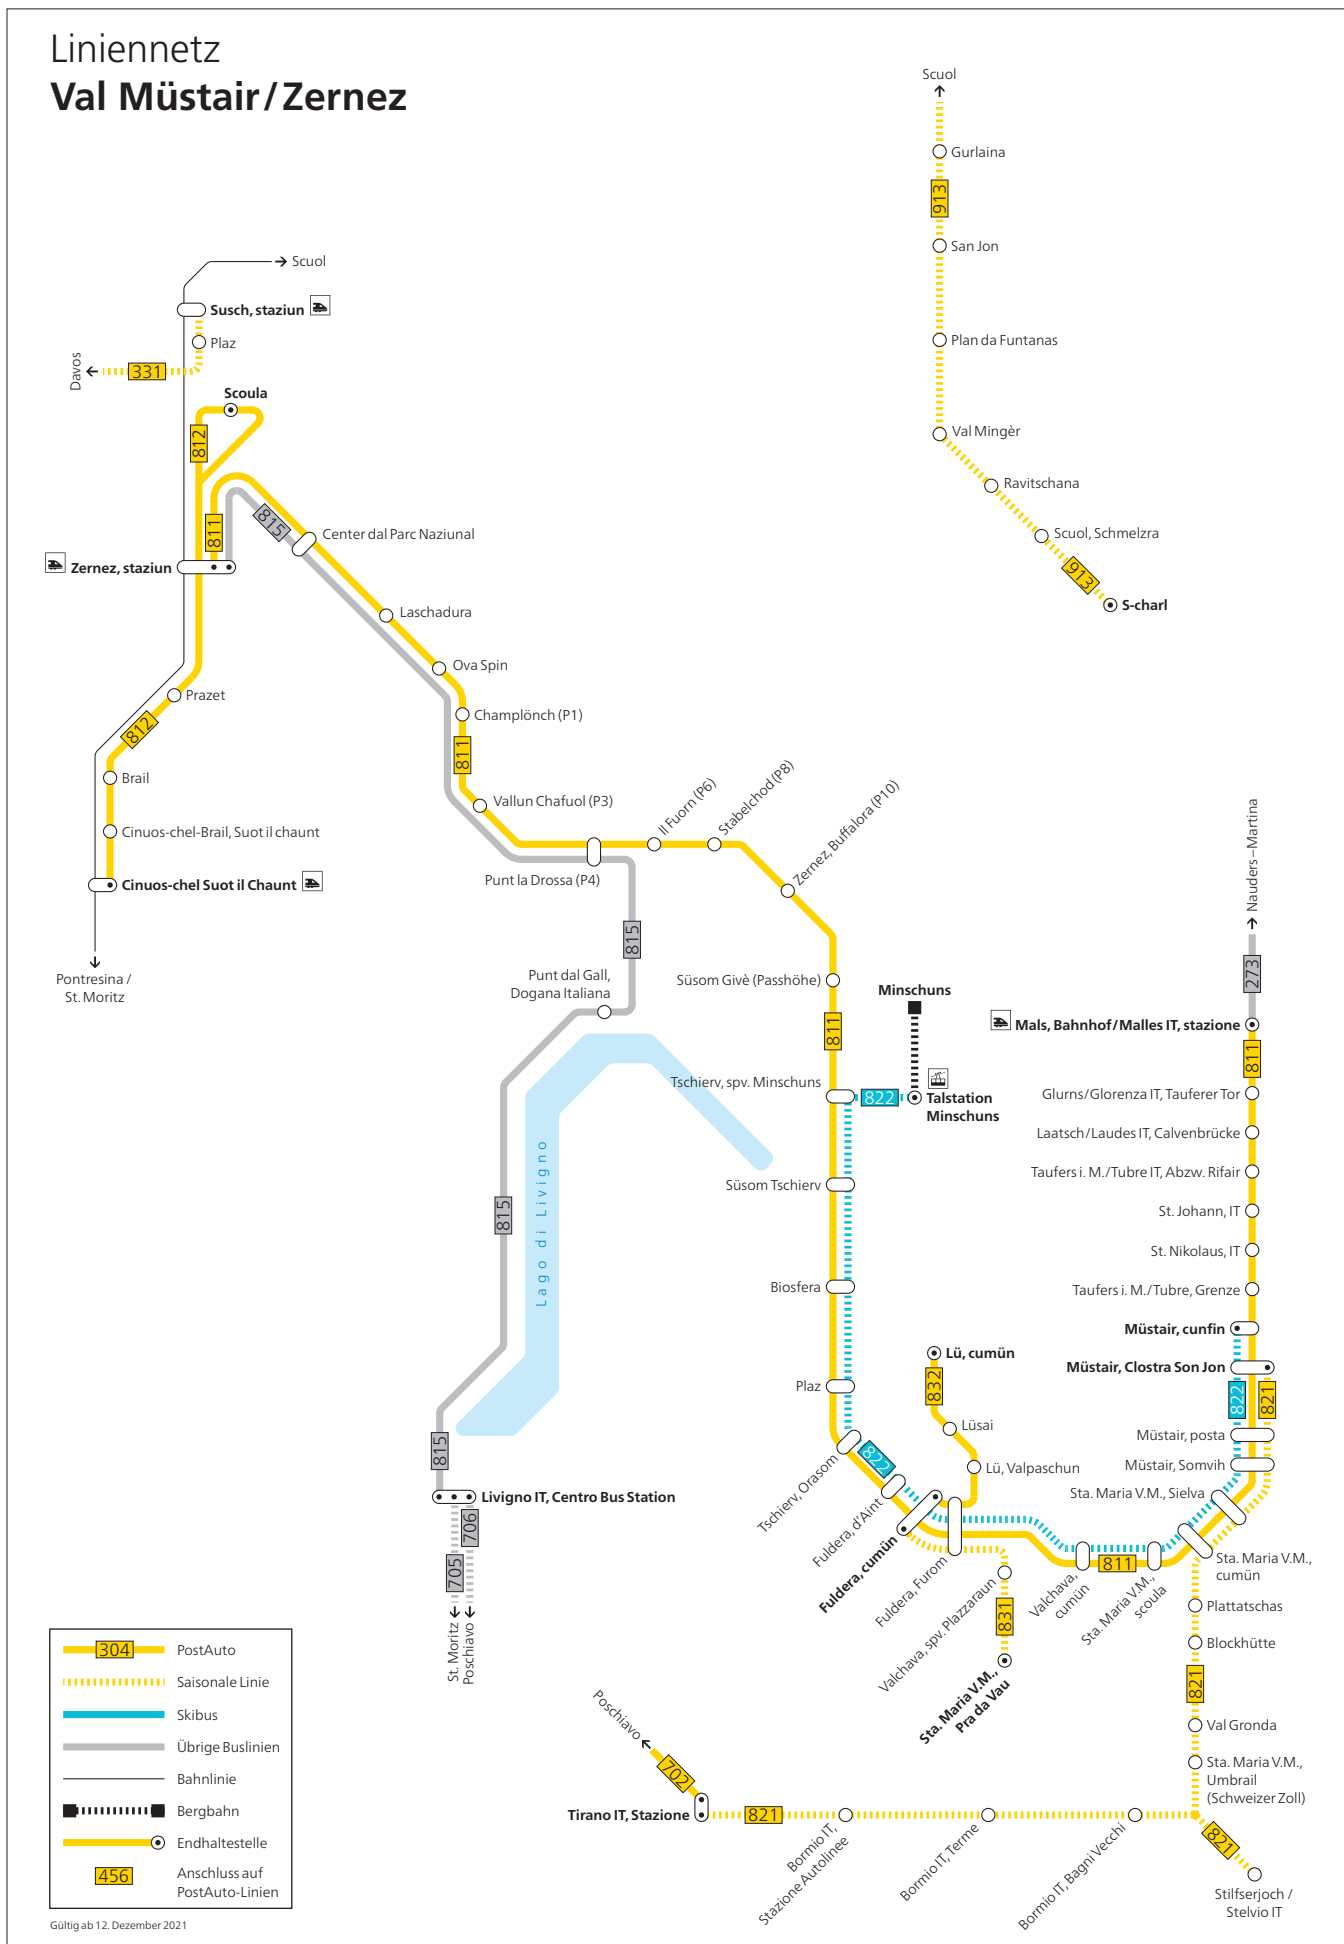 Liniennetz
Val Müstair / Zernez
Scuol
Gurlaina
913
San Jon
Plan da Funtanas
Val Mingèr
Ravitschana
Scuol, Schmelzra
913
S-charl
Scuol
Susch, staziun
Plaz
Davos
331
Scoula
812
811
815
Zernez, staziun
Center dal Parc Naziunal
Laschadura
Ova Spin
Champlönch (P1)
811
Vallun Chafuol (P3)
Prazet
812
Brail
Cinuos-chel-Brail, Suot il chaunt
Cinuos-chel Suot il Chaunt
Pontresina /
St. Moritz
Punt la Drossa (P4)
Il Fuorn (P6)
Stabelchod (P8)
Zernez, Buffalora (P10)
815
Punt dal Gall,
Dogana Italiana
Süsom Givè (Passhöhe)
811
Minschuns
Tschierv, spv. Minschuns
822
Talstation
Minschuns
Süsom Tschierv
Biosfera
Plaz
Lago di Livigno
815
815
Livigno IT, Centro Bus Station
706
705
St. Moritz
Poschiavo
Nauders–Martina
273
Mals, Bahnhof / Malles IT, stazione
811
Glurns / Glorenza IT, Tauferer Tor
Laatsch / Laudes IT, Calvenbrücke
Taufers i. M. / Tubre IT, Abzw. Rifair
St. Johann, IT
St. Nikolaus, IT
Taufers i. M. / Tubre, Grenze
Müstair, cunfin
Müstair, Clostra Son Jon
822
821
Müstair, posta
Müstair, Somvih
Sta. Maria V.M., Sielva
Lü, cumün
832
Lüsai
Lü, Valpaschun
822
Tschierv, Orasom
Fuldera, d'Aint
Fuldera, cumün
Fuldera, Furom
Valchava, spv. Plazzaraun
831
Sta. Maria V.M.,
Pra da Vau
Valchava,
cumün
811
Sta. Maria V.M.,
scoula
Sta. Maria V.M.,
cumün
Plattatschas
Blockhütte
821
Val Gronda
Sta. Maria V.M.,
Umbrail
(Schweizer Zoll)
821
Stilfserjoch /
Stelvio IT
Poschiavo
702
Tirano IT, Stazione
821
Bormio IT,
Stazione Autolinee
Bormio IT, Terme
Bormio IT, Bagni Vecchi
304
PostAuto
Saisonale Linie
Skibus
Übrige Buslinien
Bahnlinie
Bergbahn
Endhaltestelle
456
Anschluss auf
PostAuto-Linien
Gültig ab 12. Dezember 2021